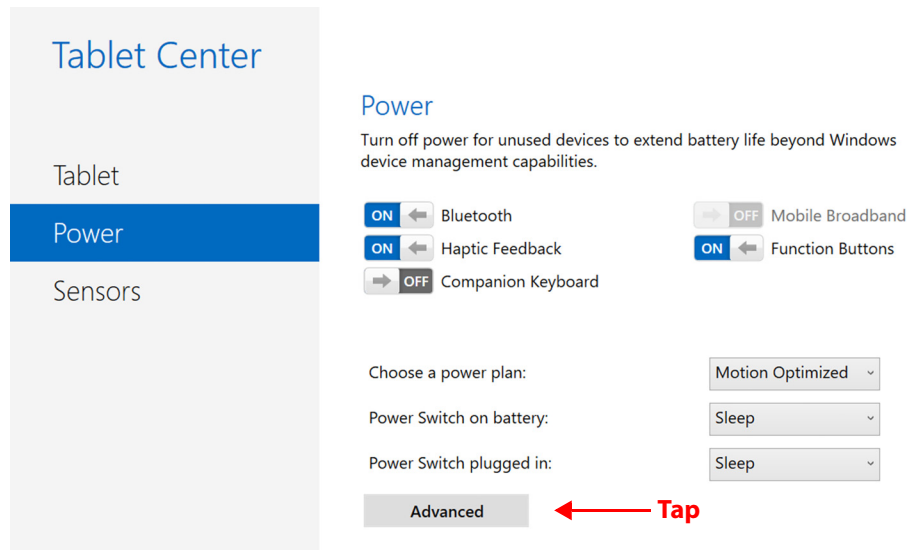 Tablet Center
Tablet
Power
Sensors
Power
Turn off power for unused devices to extend battery life beyond Windows
device management capabilities.
ON Bluetooth
OFF Mobile Broadband
ON Haptic Feedback
ON Function Buttons
OFF Companion Keyboard
Choose a power plan: Motion Optimized
Power Switch on battery: Sleep
Power Switch plugged in: Sleep
Advanced
Tap